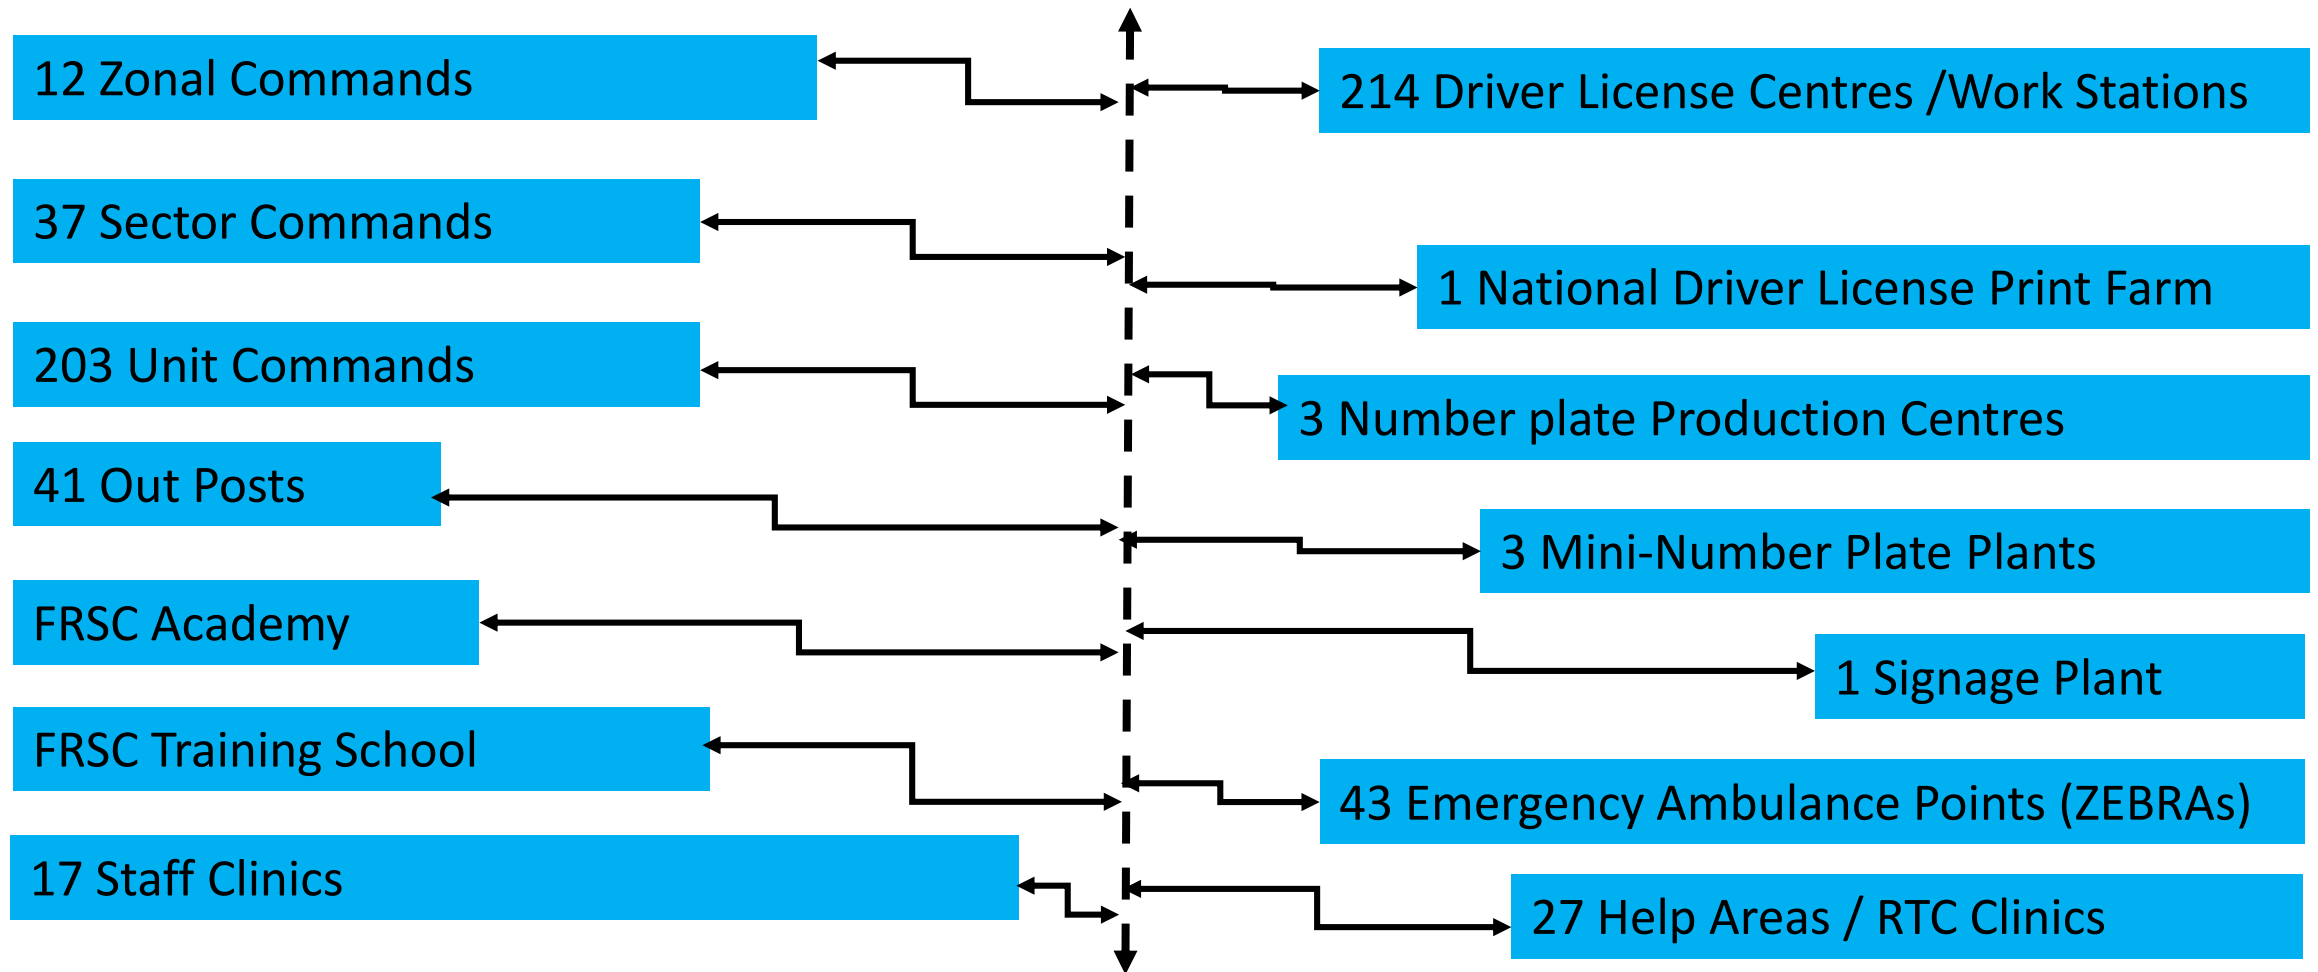 12 Zonal Commands
37 Sector Commands
203 Unit Commands
41 Out Posts
FRSC Academy
FRSC Training School
17 Staff Clinics
214 Driver License Centres /Work Stations
1 National Driver License Print Farm
3 Number plate Production Centres
3 Mini-Number Plate Plants
1 Signage Plant
43 Emergency Ambulance Points (ZEBRAs)
27 Help Areas / RTC Clinics